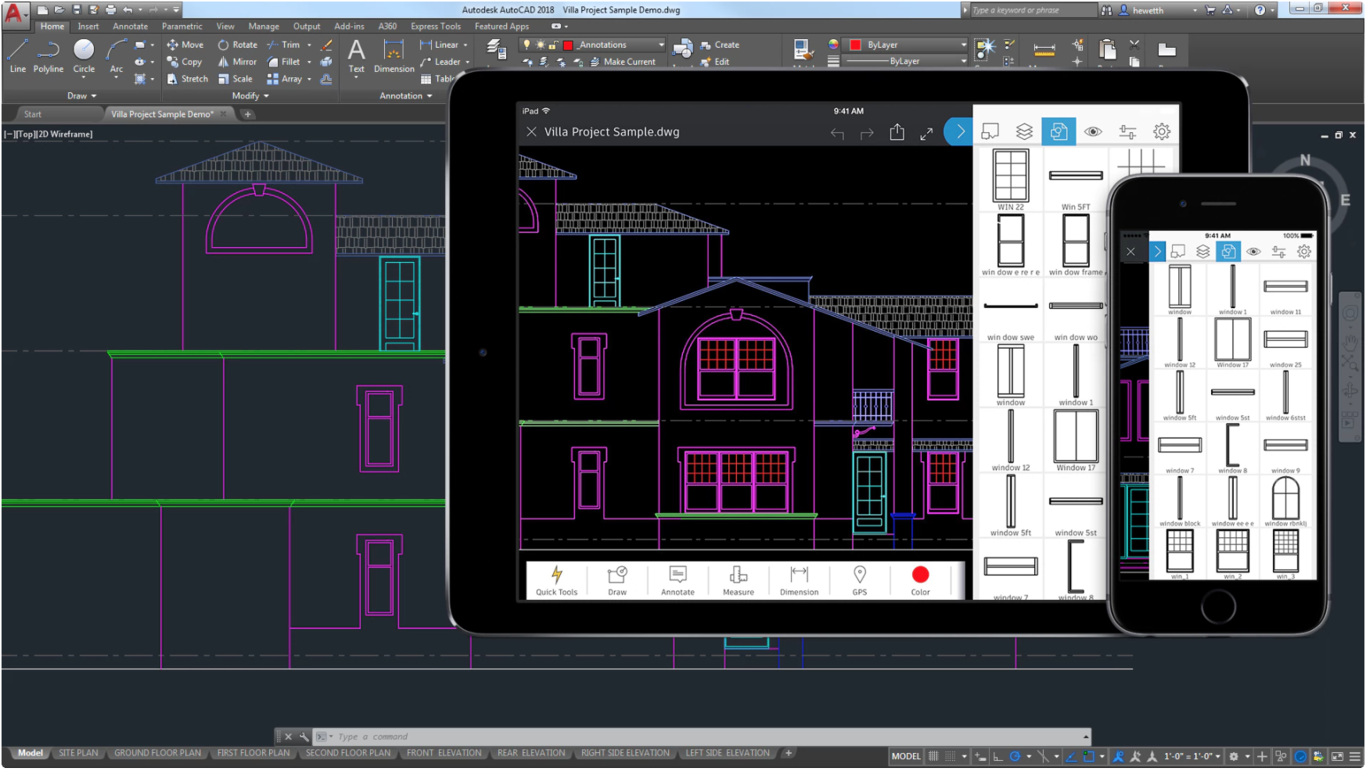 Autodesk AutoCAD 2018 Villa Project Sample Demo.dwg
Type a keyword or phrase
hewetth
Home Insert Annotate Parametric View Manage Output Add-ins A360 Express Tools Featured Apps
Line Polyline Circle Arc
Move Rotate Trim
Copy Mirror Fillet
Stretch Scale Array
Text Dimension
Linear
Leader
Table
_Annotations
Make Current
Create
Edit
ByLayer
ByLayer
Draw Modify Annotation
Start Villa Project Sample Demo*
[−][Top][2D Wireframe]
N
E
iPad 9:41 AM
Villa Project Sample.dwg
WIN 22 Win 5FT
win dow e re r e win dow frame
win dow swe win dow wo
window window 1
window 12 Window 17
window 5ft window 5st
window 7 window 8
Quick Tools Draw Annotate Measure Dimension GPS Color
9:41 AM 100%
window window 1 window 11
window 12 Window 17 window 25
window 5ft window 5st window 6stst
window 7 window 8 window 9
window block window ee e e window rbnklj
win_1 win_2 win_3
Type a command
Model SITE PLAN GROUND FLOOR PLAN FIRST FLOOR PLAN SECOND FLOOR PLAN FRONT ELEVATION REAR ELEVATION RIGHT SIDE ELEVATION LEFT SIDE ELEVATION
MODEL 1'-0" = 1'-0"